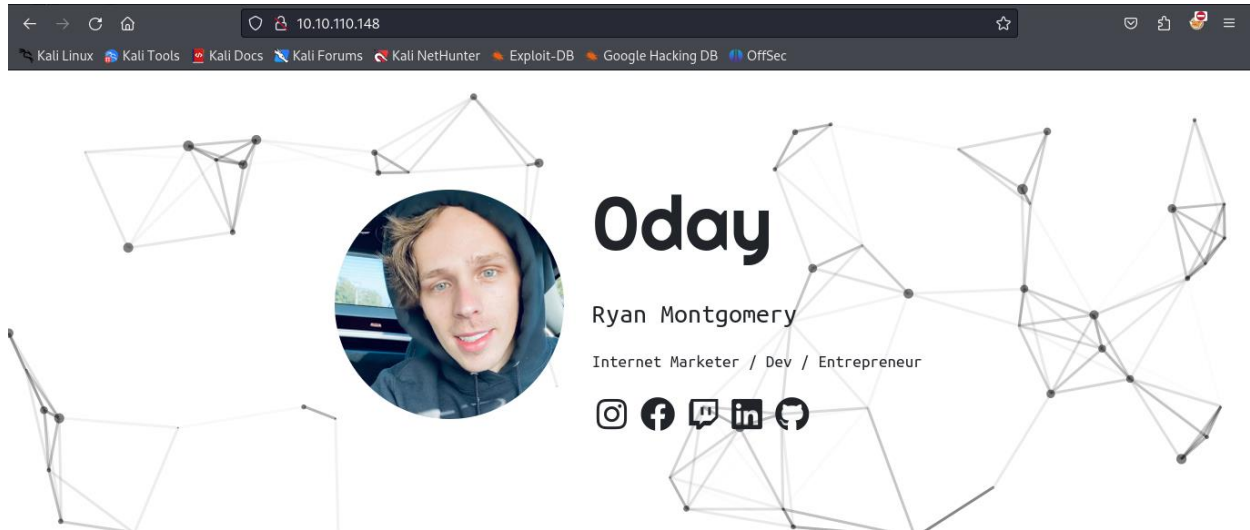 10.10.110.148
Kali Linux Kali Tools Kali Docs Kali Forums Kali NetHunter Exploit-DB Google Hacking DB OffSec
0day
Ryan Montgomery
Internet Marketer / Dev / Entrepreneur